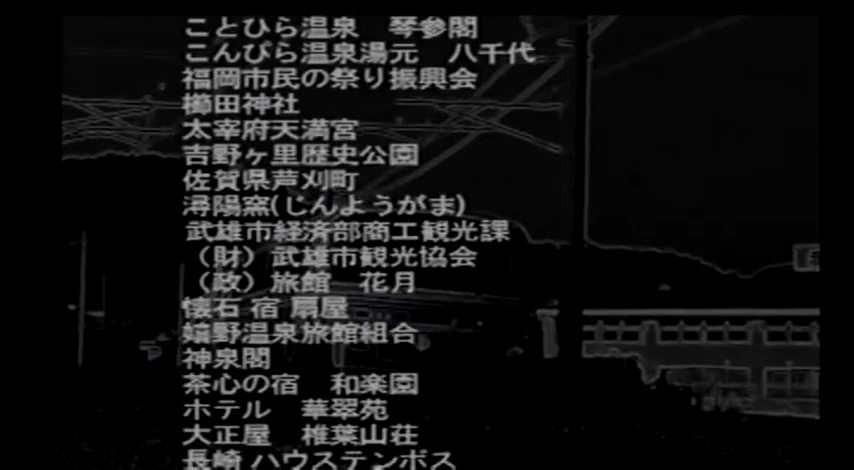 ことひら温泉　琴参閣
こんぴら温泉湯元　八千代
福岡市民の祭り振興会
櫛田神社
太宰府天満宮
吉野ヶ里歴史公園
佐賀県芦刈町
潯陽窯(じんようがま)
武雄市経済部商工観光課
（財）武雄市観光協会
（政）旅館　花月
懐石 宿 扇屋
嬉野温泉旅館組合
神泉閣
茶心の宿　和楽園
ホテル　華翠苑
大正屋　椎葉山荘
長崎 ハウステンボス